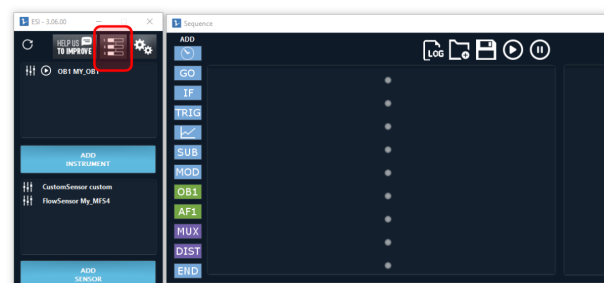 ESI - 3.06.00
HELP US
TO IMPROVE
OB1 MY_OB1
ADD
INSTRUMENT
CustomSensor custom
FlowSensor My_MFS4
ADD
SENSOR
Sequence
ADD
GO
IF
TRIG
SUB
MOD
OB1
AF1
MUX
DIST
END
LOG